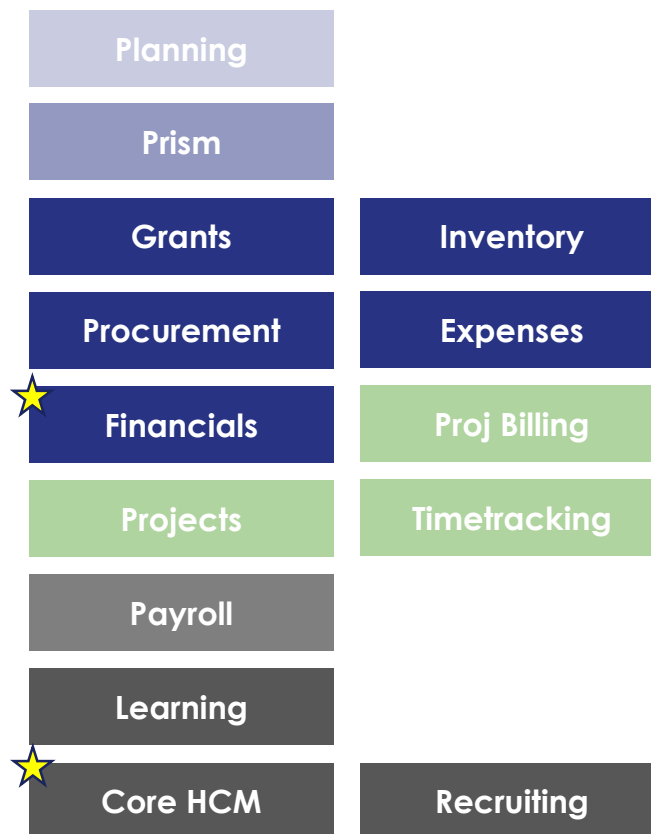 Planning
Prism
Grants
Inventory
Procurement
Expenses
Financials
Proj Billing
Projects
Timetracking
Payroll
Learning
Core HCM
Recruiting